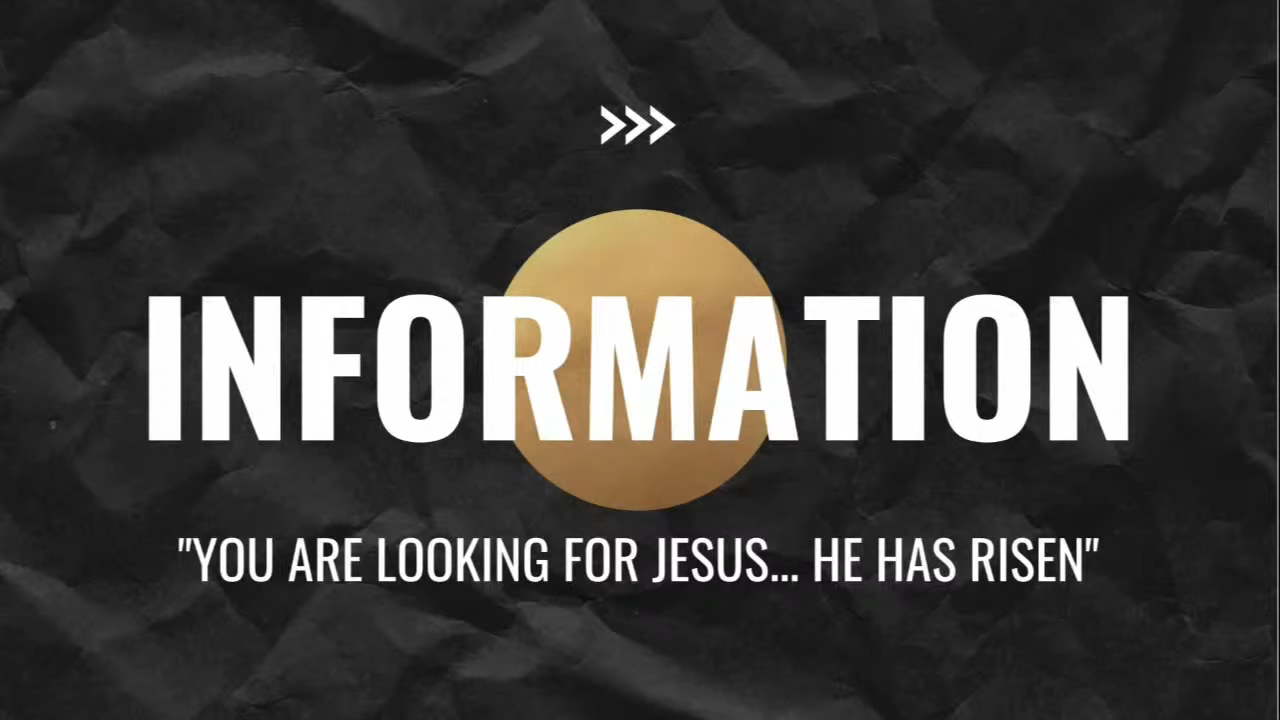 >>>
INFORMATION
"YOU ARE LOOKING FOR JESUS... HE HAS RISEN"